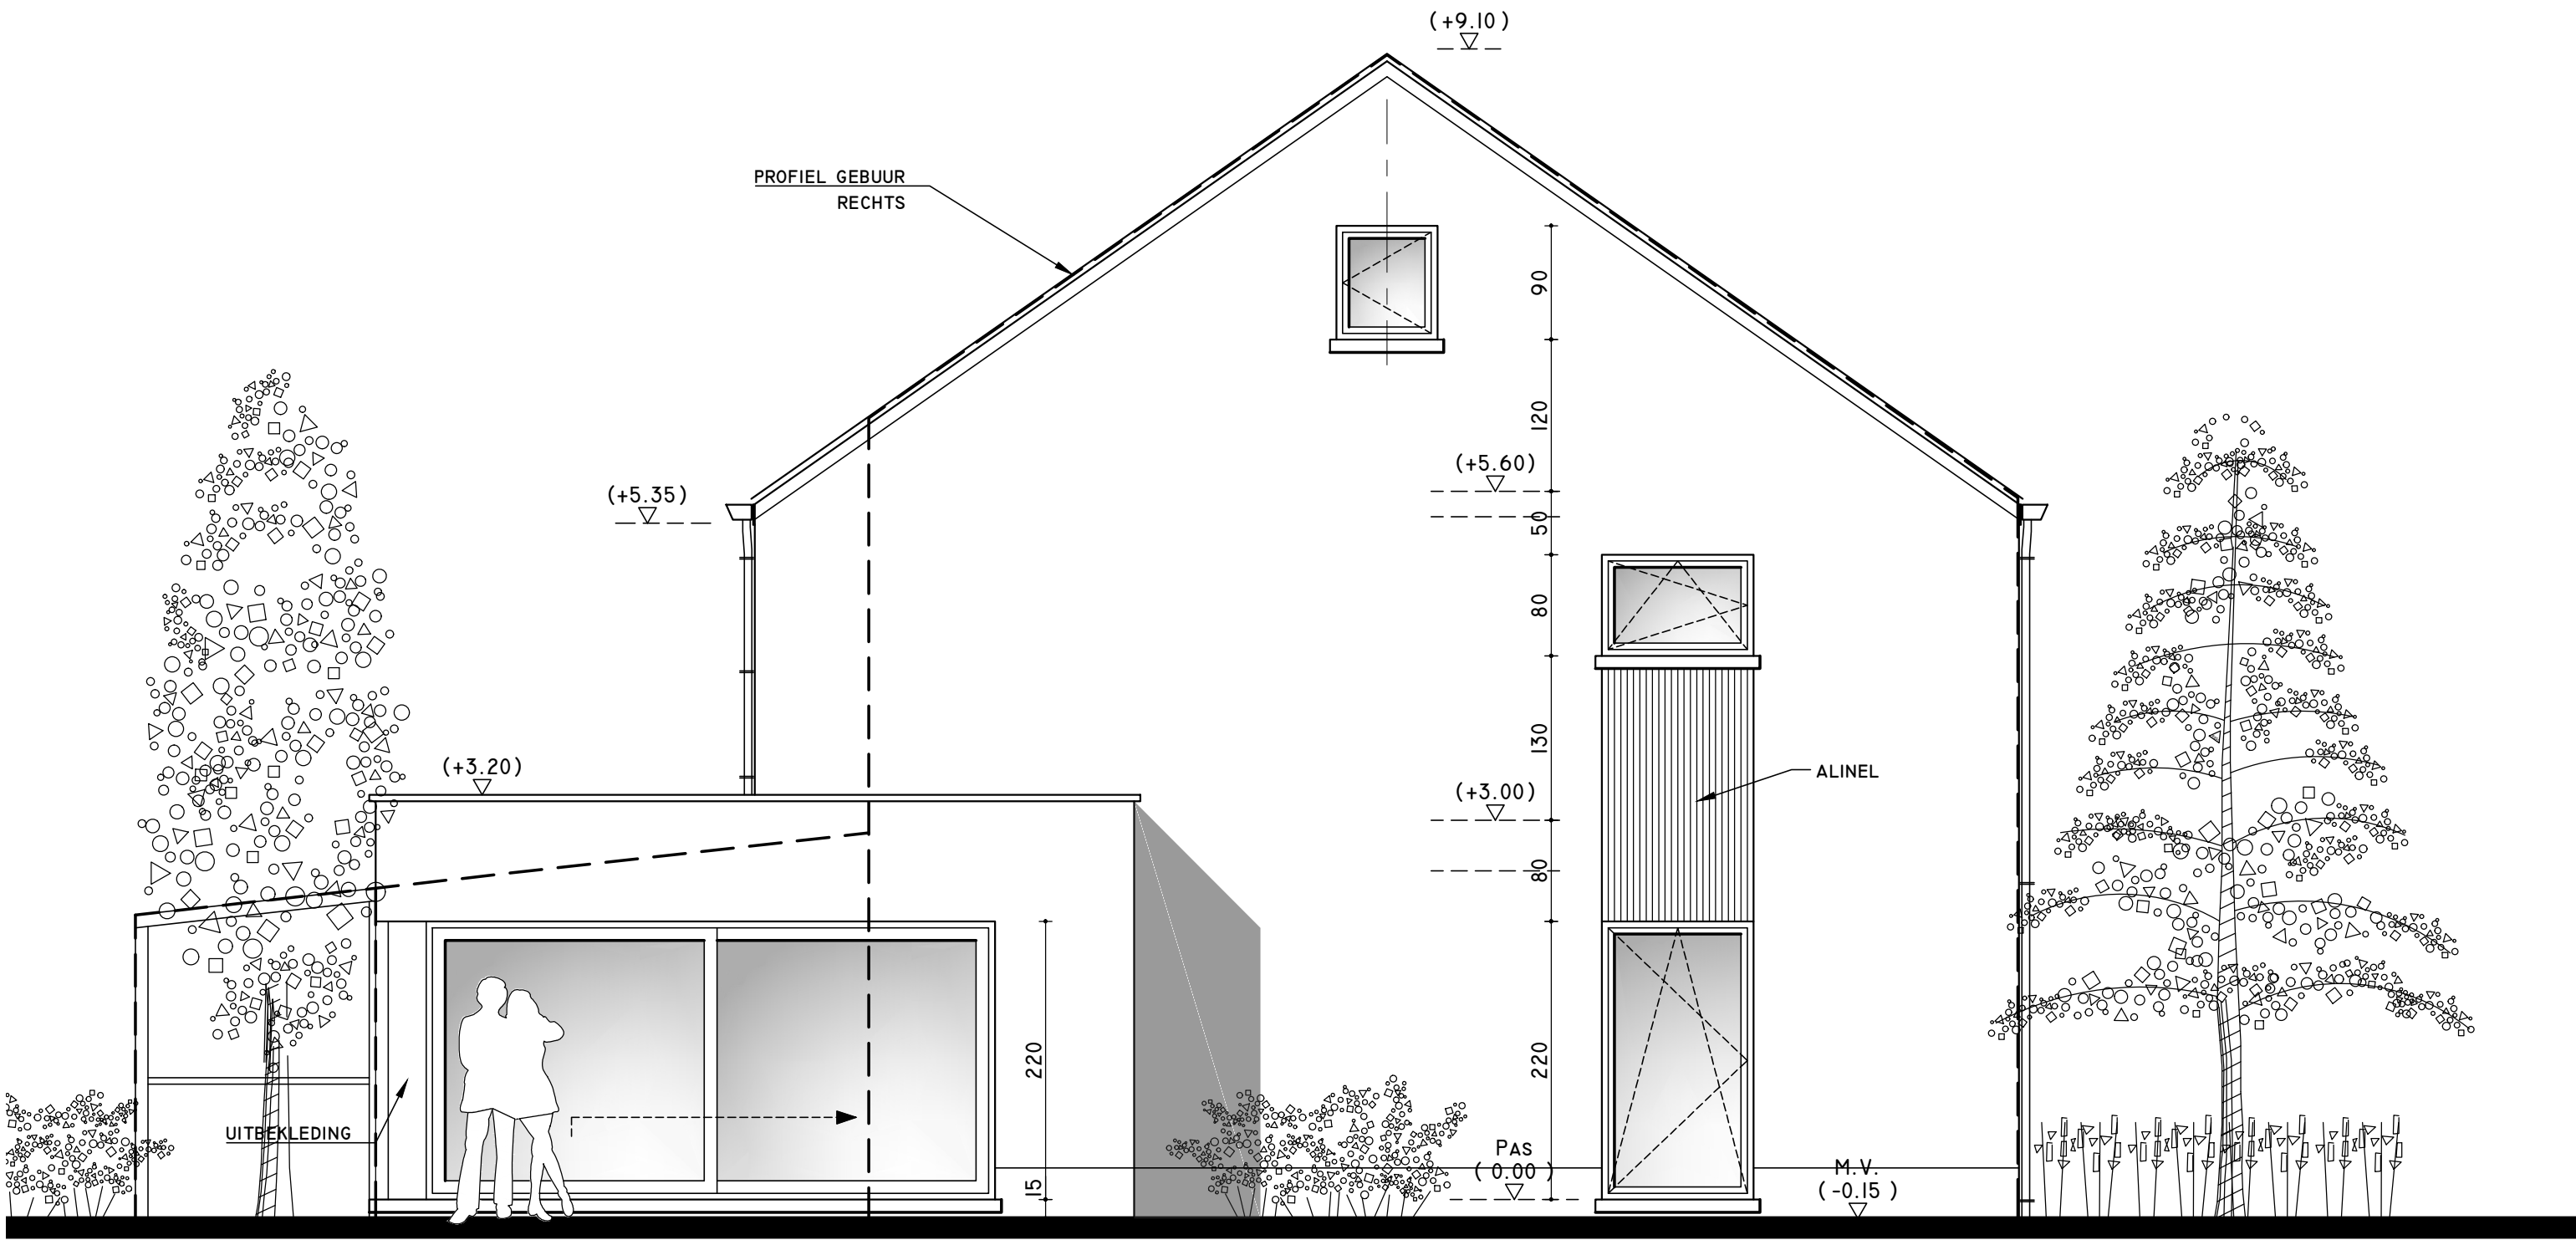 (+9.10)
PROFIEL GEBUUR
RECHTS
90
120
(+5.60)
(+5.35)
50
80
130
(+3.20)
ALINEL
(+3.00)
80
220
220
UITBEKLEDING
PAS
(0.00)
M.V.
(-0.15)
15